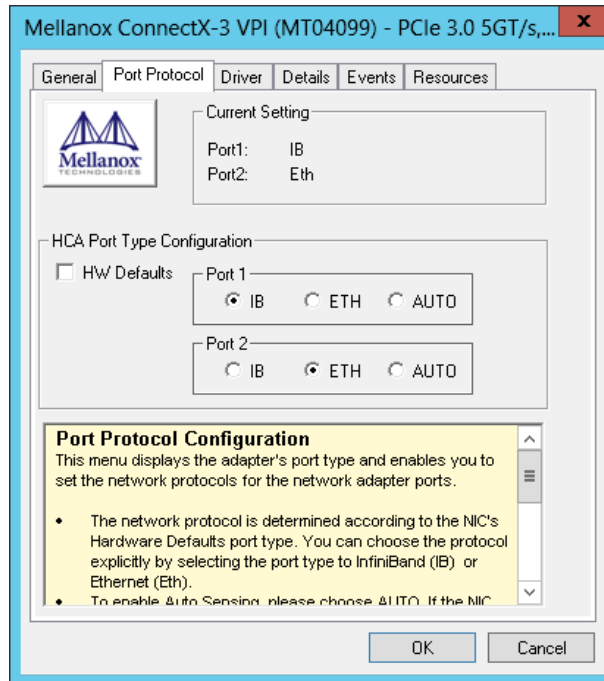 Mellanox ConnectX-3 VPI (MT04099) - PCIe 3.0 5GT/s,...
x
General Port Protocol Driver Details Events Resources
Mellanox
TECHNOLOGIES
Current Setting
Port1: IB
Port2: Eth
HCA Port Type Configuration
HW Defaults
Port 1
IB ETH AUTO
Port 2
IB ETH AUTO
Port Protocol Configuration
This menu displays the adapter's port type and enables you to
set the network protocols for the network adapter ports.
• The network protocol is determined according to the NIC's
Hardware Defaults port type. You can choose the protocol
explicitly by selecting the port type to InfiniBand (IB) or
Ethernet (Eth).
• To enable Auto Sensing, please choose AUTO. If the NIC
OK Cancel